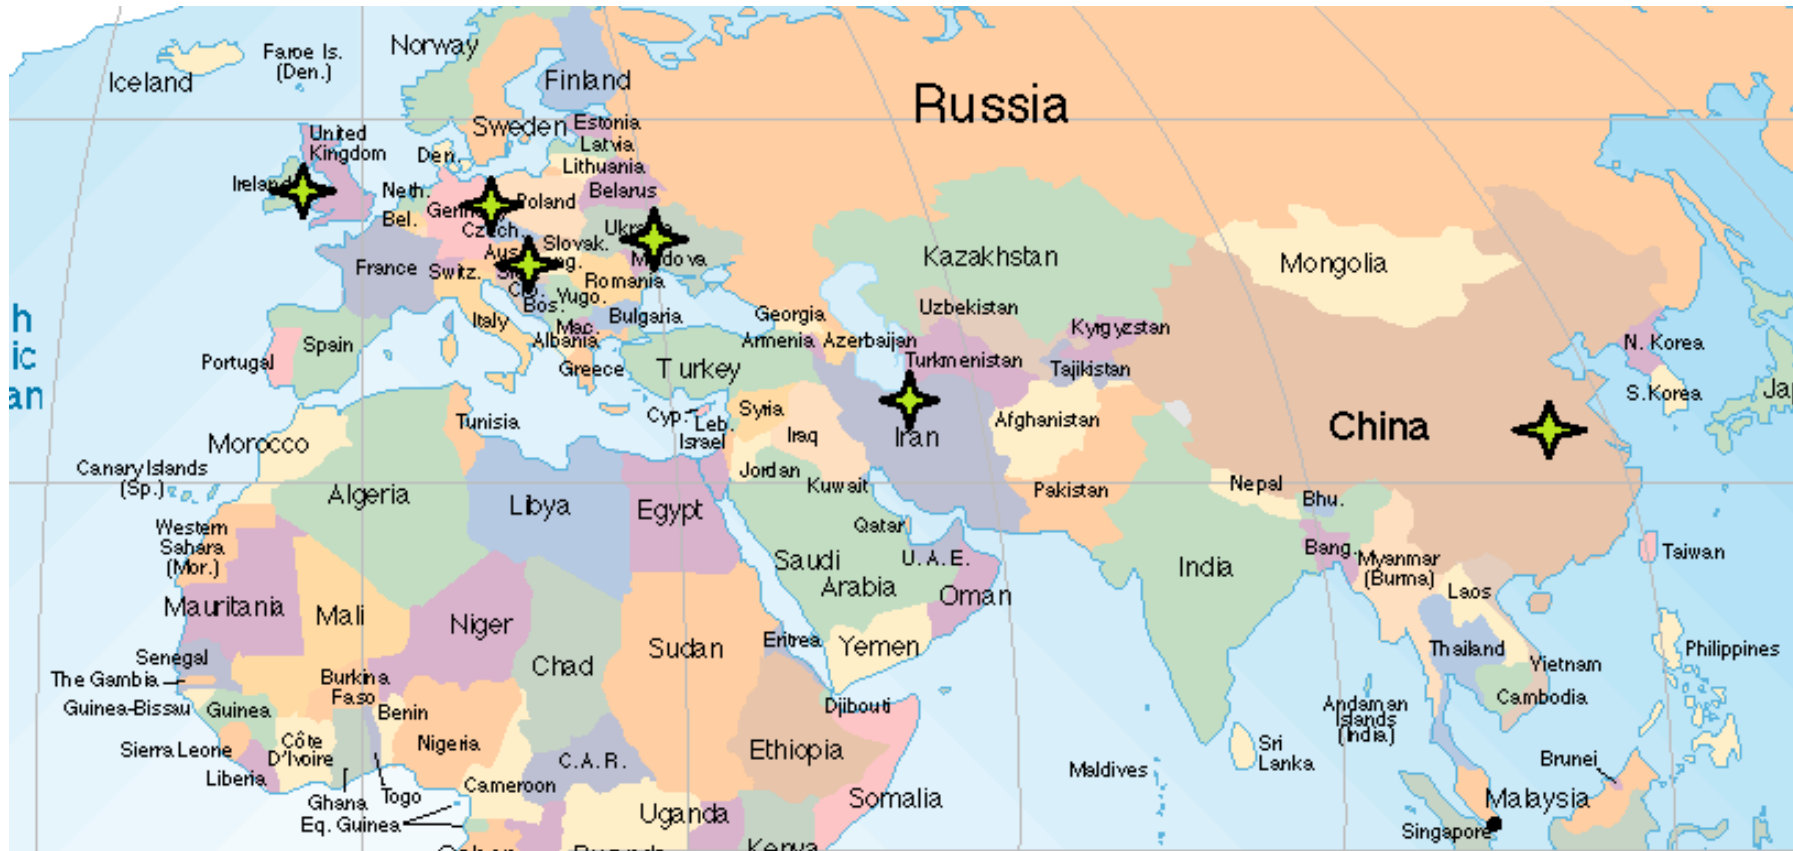 Norway
Faroe Is.
(Den.)
Iceland
Finland
Russia
Sweden
Estonia
United
Kingdom
Latvia
Den.
Lithuania
Ireland
Neth.
Belarus
Poland
Bel.
Czech.
Slovak.
France
Switz.
Moldova
Romania
Kazakhstan
Mongolia
Bos.
Yugo.
Italy
Bulgaria
Mac.
Albania
Georgia
Uzbekistan
Kyrgyzstan
Armenia
Azerbaijan
Turkmenistan
Tajikistan
N. Korea
S.Korea
Portugal
Spain
Greece
Turkey
Cyp.
Leb.
Israel
Syria
Iraq
Iran
Afghanistan
China
Tunisia
Morocco
Canary Islands
(Sp.)
Algeria
Libya
Egypt
Jordan
Kuwait
Pakistan
Nepal
Bhu.
Qatar
Western
Sahara
(Mor.)
Saudi
Arabia
U.A.E.
Oman
India
Bang.
Myanmar
(Burma)
Taiwan
Laos
Mauritania
Mali
Niger
Chad
Sudan
Eritrea
Yemen
Thailand
Vietnam
Cambodia
Philippines
Senegal
The Gambia
Guinea-Bissau
Guinea
Burkina
Faso
Benin
Djibouti
Andaman
Islands
(India)
Sierra Leone
Liberia
Côte
D'Ivoire
Ghana
Togo
Nigeria
C.A.R.
Ethiopia
Cameroon
Eq. Guinea
Uganda
Somalia
Kenya
Maldives
Sri
Lanka
Brunei
Malaysia
Singapore